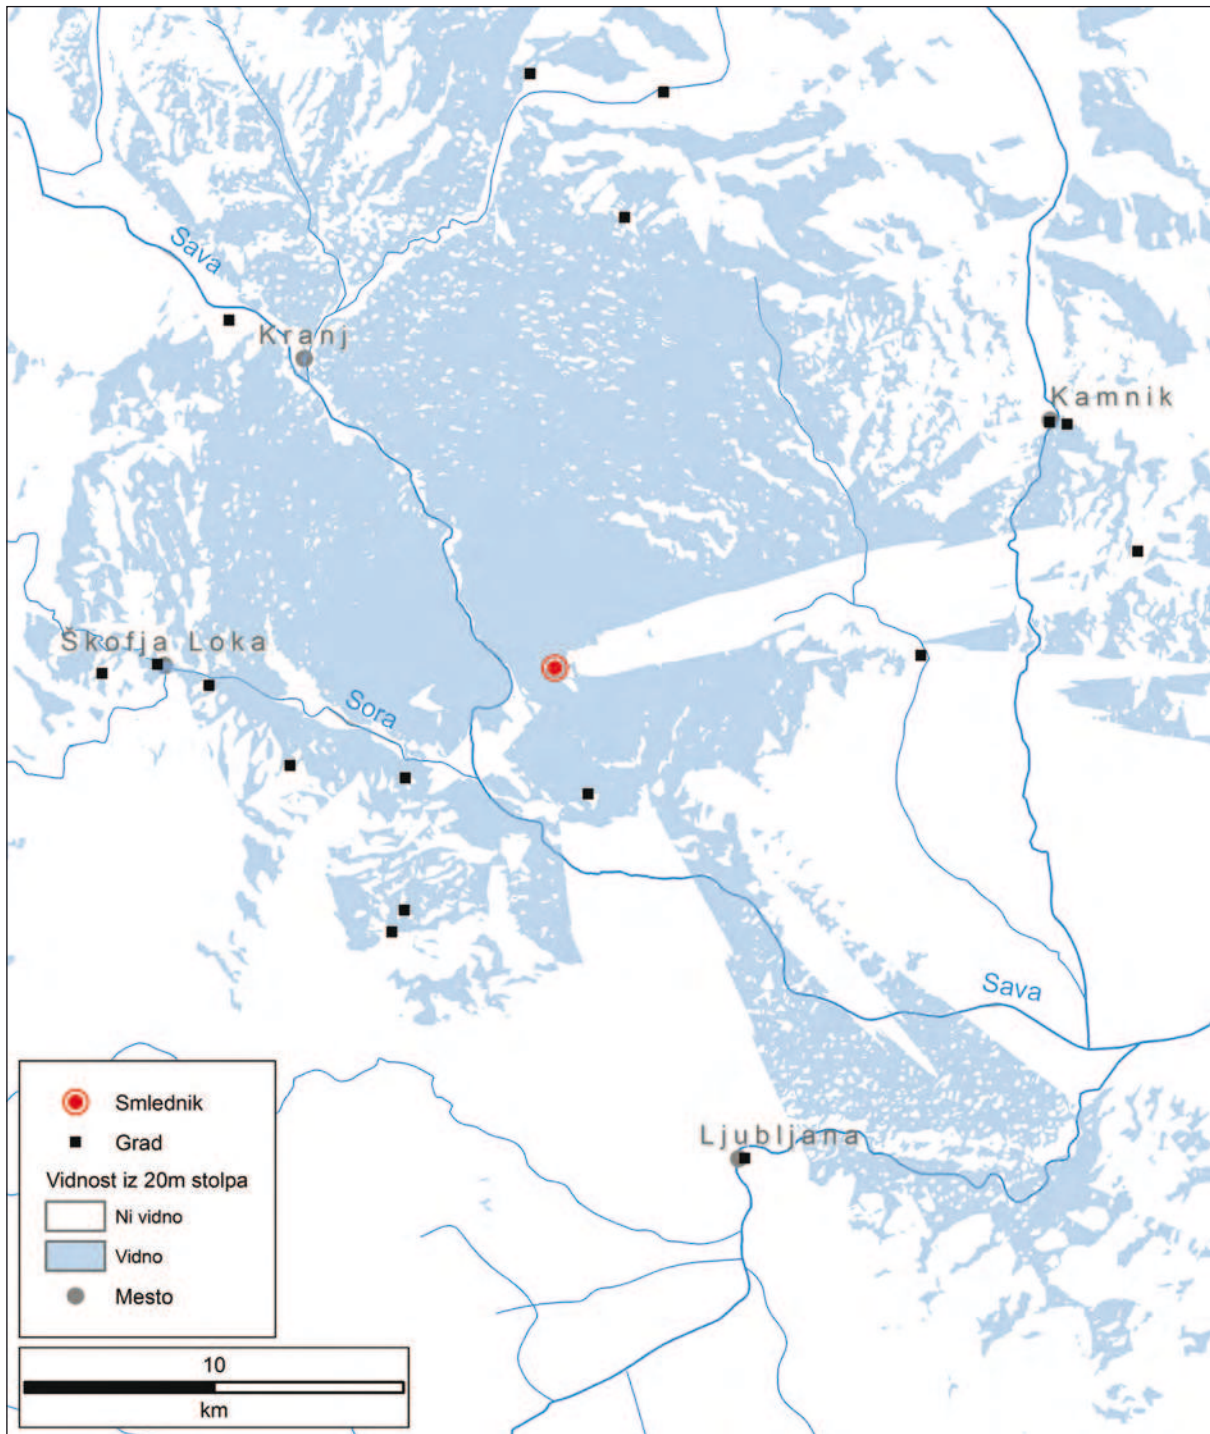 Sava
Kranj
Kamnik
Škofja Loka
Sora
Sava
Ljubljana
Smlednik
Grad
Vidnost iz 20m stolpa
Ni vidno
Vidno
Mesto
10
km